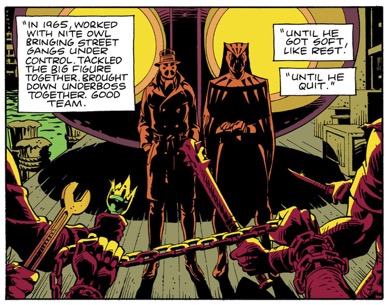 "IN 1965, WORKED
WITH NITE OWL
BRINGING STREET
GANGS UNDER
CONTROL. TACKLED
THE BIG FIGURE
TOGETHER. BROUGHT
DOWN UNDERBOSS
TOGETHER. GOOD
TEAM.
"UNTIL HE
GOT SOFT!
LIKE REST.
"UNTIL HE
QUIT."